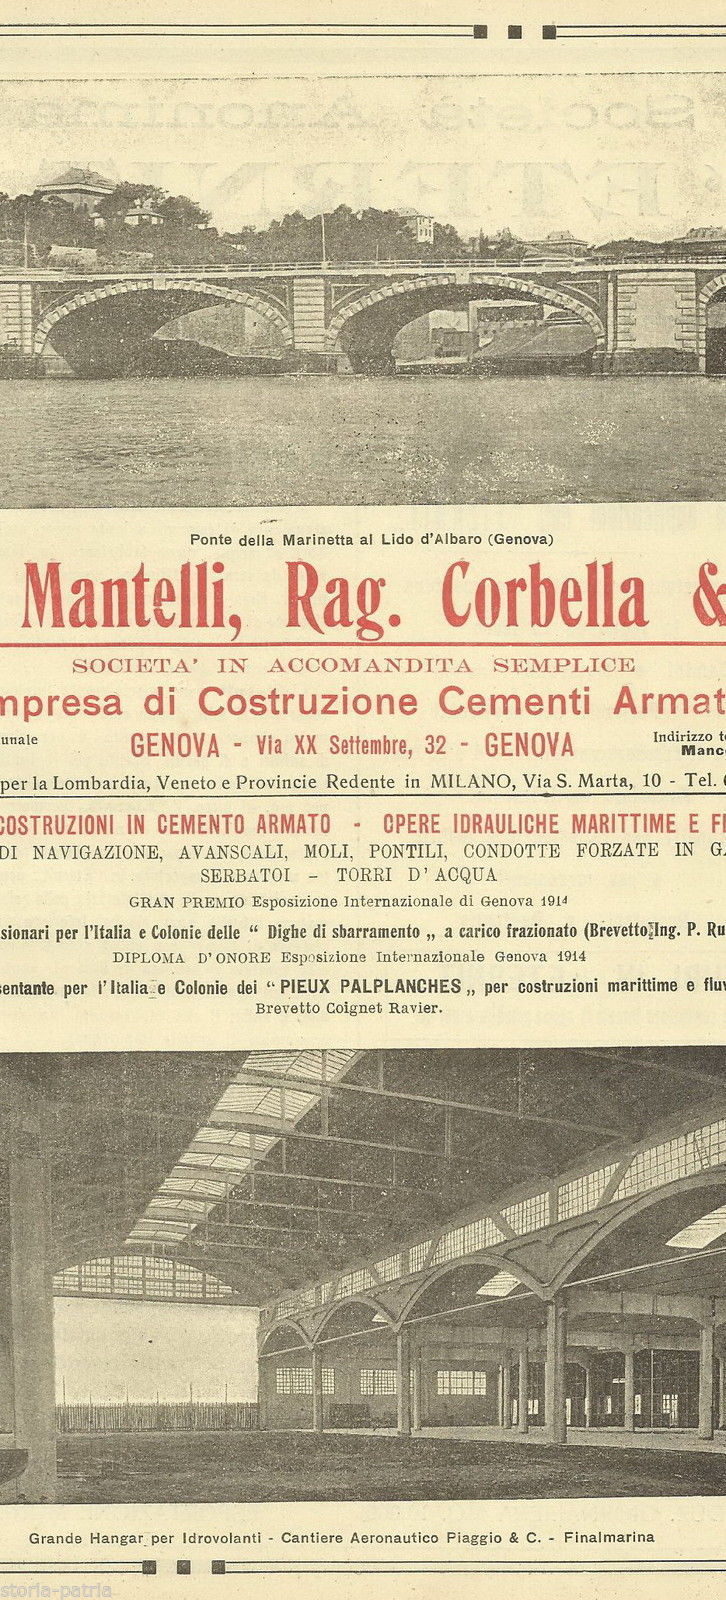 Ponte della Marinetta al Lido d'Albaro (Genova)
Mantelli, Rag. Corbella &
SOCIETA' IN ACCOMANDITA SEMPLICE
mpresa di Costruzione Cementi Armat
unale
GENOVA - Via XX Settembre, 32 - GENOVA
Indirizzo t
Manc
per la Lombardia, Veneto e Provincie Redente in MILANO, Via S. Marta, 10 - Tel.
COSTRUZIONI IN CEMENTO ARMATO - OPERE IDRAULICHE MARITTIME E F
DI NAVIGAZIONE, AVANSCALI, MOLI, PONTILI, CONDOTTE FORZATE IN GA
SERBATOI - TORRI D'ACQUA
GRAN PREMIO Esposizione Internazionale di Genova 1914
sionari per l'Italia e Colonie delle “ Dighe di sbarramento „ a carico frazionato (Brevetto Ing. P. Ru
DIPLOMA D'ONORE Esposizione Internazionale Genova 1914
sentante per l'Italia e Colonie dei “ PIEUX PALPLANCHES „ per costruzioni marittime e fluv
Brevetto Coignet Ravier.
Grande Hangar per Idrovolanti - Cantiere Aeronautico Piaggio & C. - Finalmarina
storia-patria